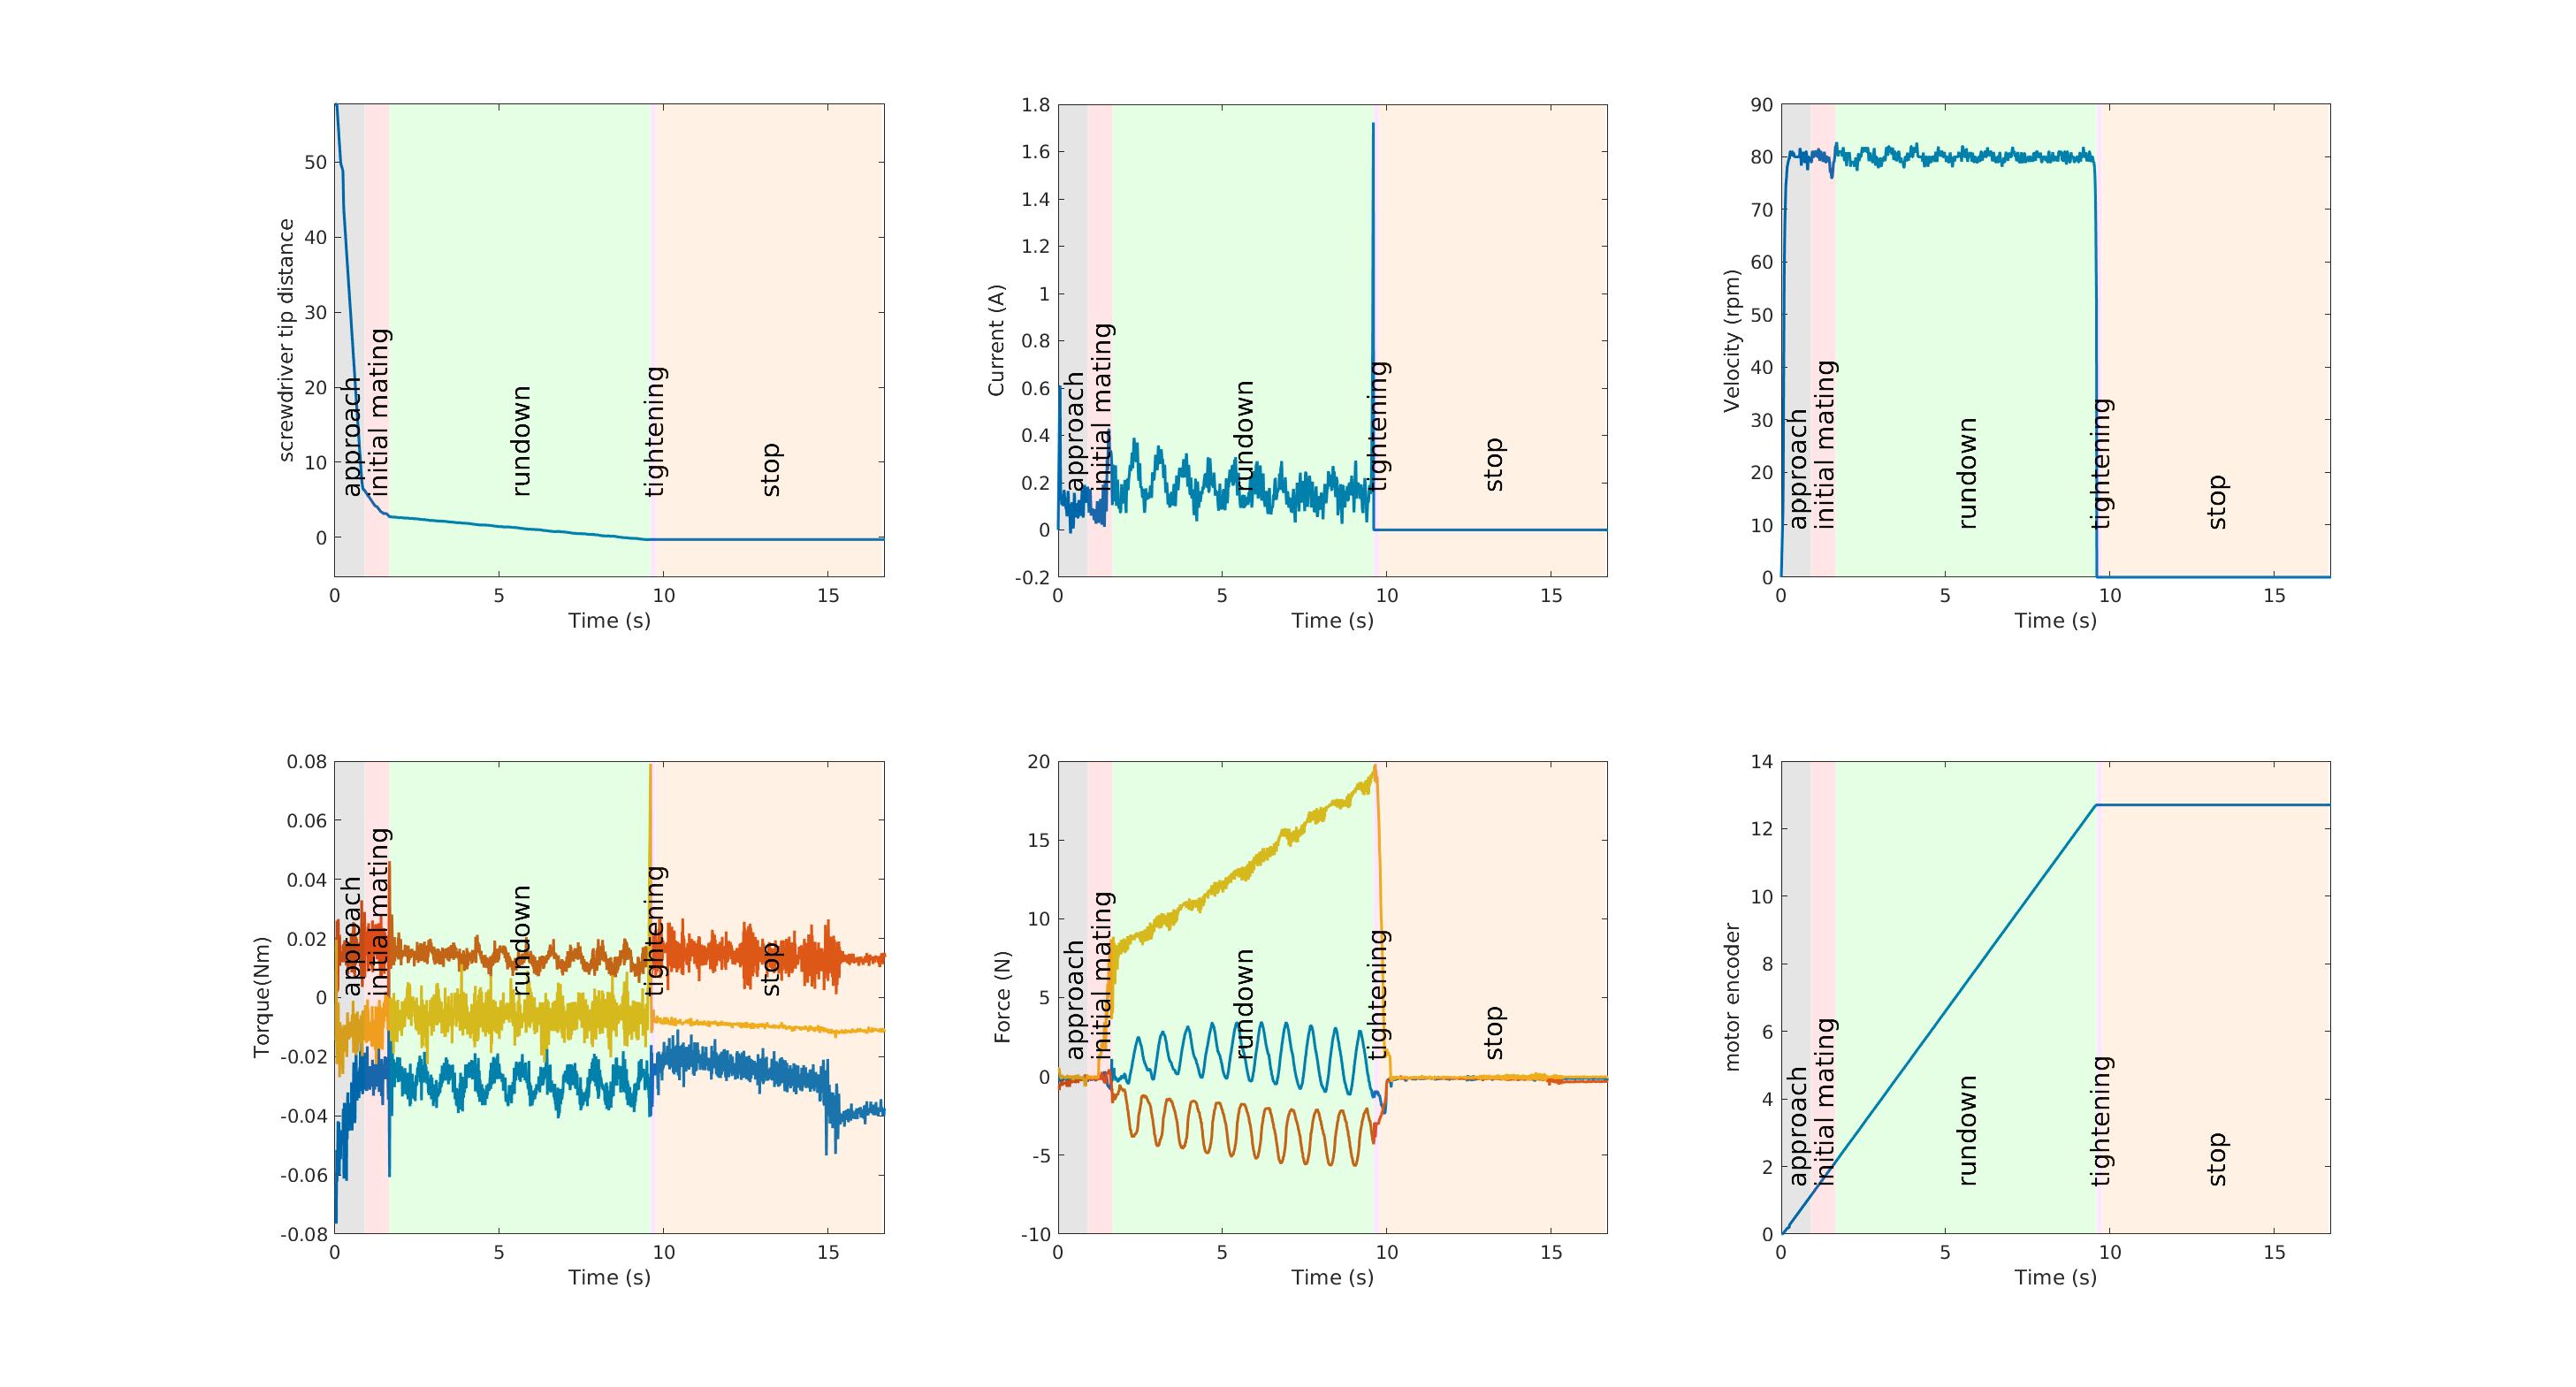 screwdriver tip distance
50
40
30
20
10
0
approach
initial mating
rundown
tightening
stop
0 5 10 15
Time (s)
Current (A)
1.8
1.6
1.4
1.2
1
0.8
0.6
0.4
0.2
0
-0.2
approach
initial mating
rundown
tightening
stop
0 5 10 15
Time (s)
Velocity (rpm)
90
80
70
60
50
40
30
20
10
0
approach
initial mating
rundown
tightening
stop
0 5 10 15
Time (s)
Torque(Nm)
0.08
0.06
0.04
0.02
0
-0.02
-0.04
-0.06
-0.08
approach
initial mating
rundown
tightening
stop
0 5 10 15
Time (s)
Force (N)
20
15
10
5
0
-5
-10
approach
initial mating
rundown
tightening
stop
0 5 10 15
Time (s)
motor encoder
14
12
10
8
6
4
2
0
approach
initial mating
rundown
tightening
stop
0 5 10 15
Time (s)